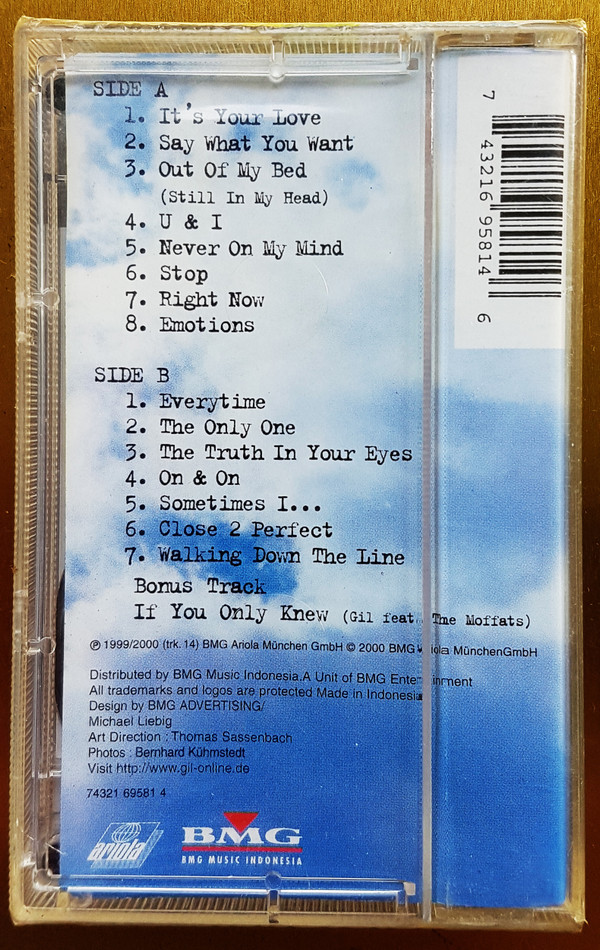 SIDE A
1. It's Your Love
2. Say What You Want
3. Out Of My Bed
(Still In My Head)
4. U & I
5. Never On My Mind
6. Stop
7. Right Now
8. Emotions
SIDE B
1. Everytime
2. The Only One
3. The Truth In Your Eyes
4. On & On
5. Sometimes I...
6. Close 2 Perfect
7. Walking Down The Line
Bonus Track
If You Only Knew (Gil feat. The Moffats)
℗ 1999/2000 (trk. 14) BMG Ariola München GmbH © 2000 BMG Ariola MünchenGmbH
Distributed by BMG Music Indonesia.A Unit of BMG Entertainment
All trademarks and logos are protected Made in Indonesia
Design by BMG ADVERTISING/
Michael Liebig
Art Direction : Thomas Sassenbach
Photos : Bernhard Kühmstedt
Visit http://www.gil-online.de
74321 69581 4
ariola
BMG
BMG MUSIC INDONESIA
7 43216 95814 6